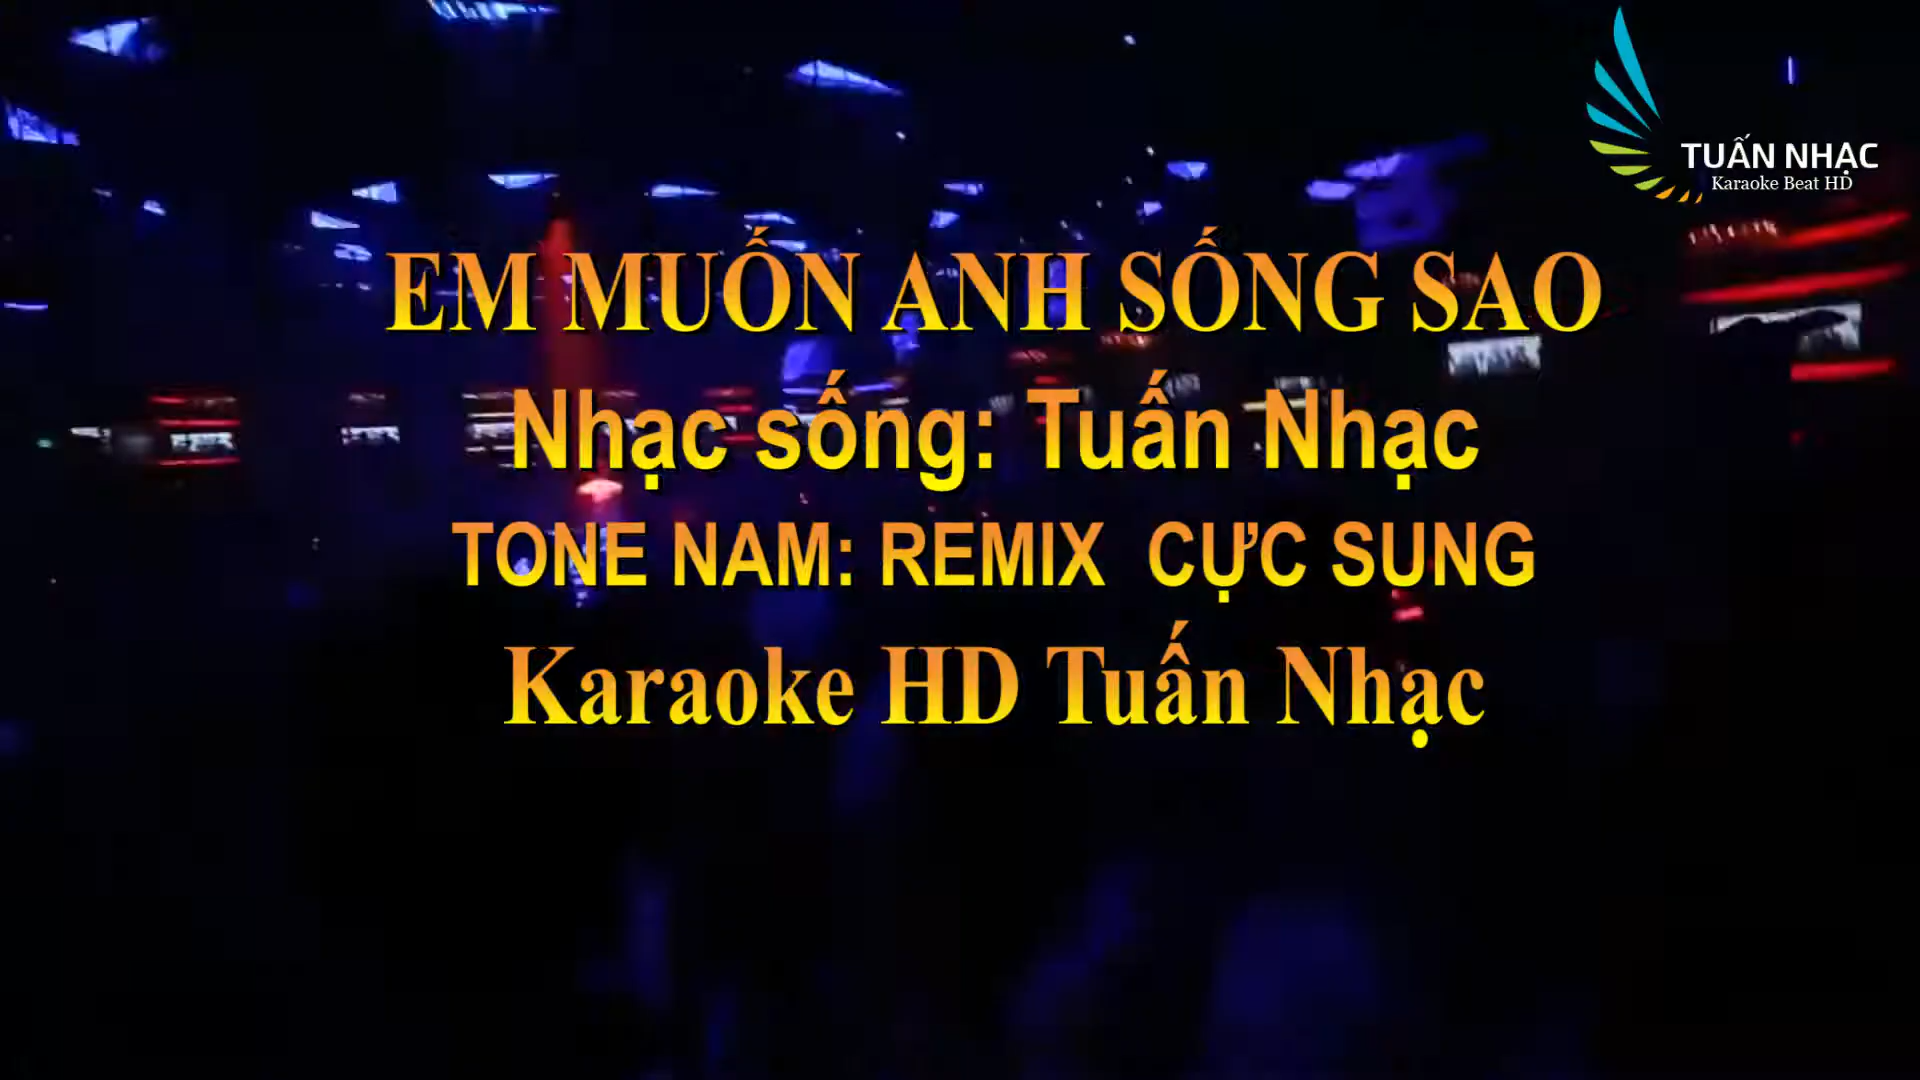 TUẤN NHẠC
Karaoke Beat HD
EM MUỐN ANH SỐNG SAO
Nhạc sống: Tuấn Nhạc
TONE NAM: REMIX  CỰC SUNG
Karaoke HD Tuấn Nhạc